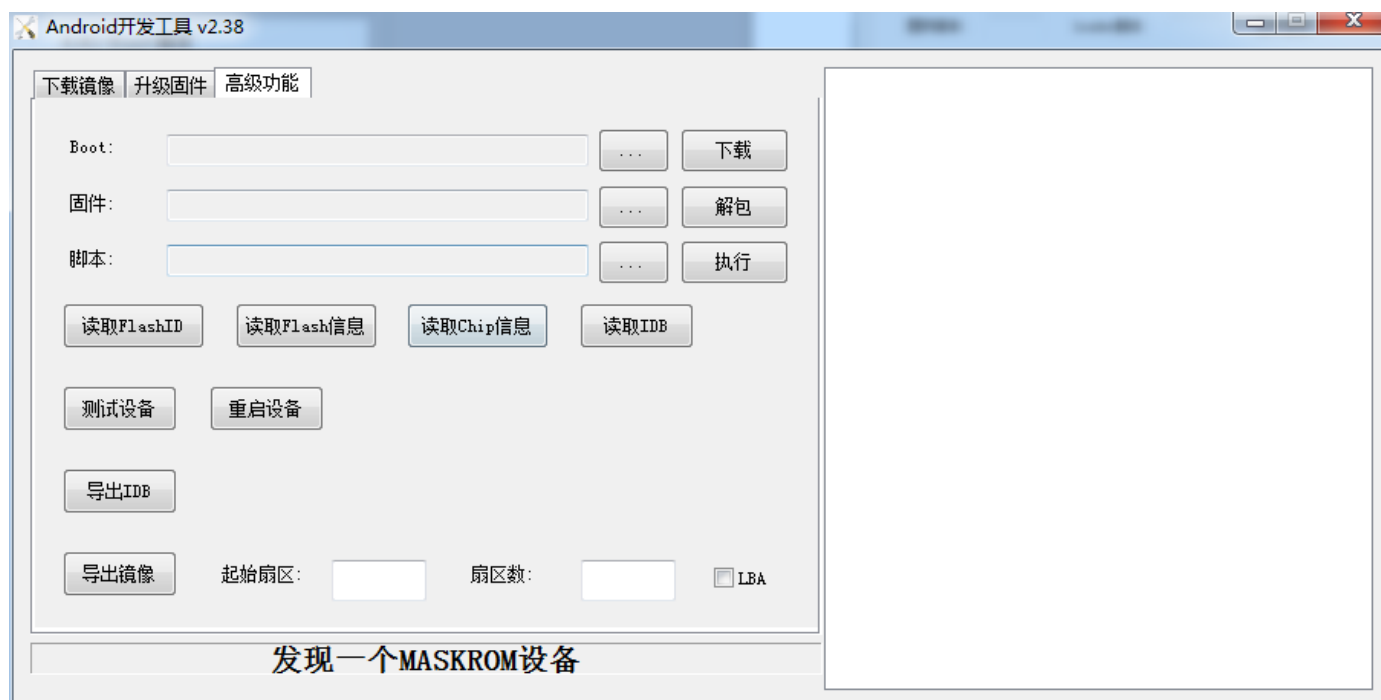 Android开发工具 v2.38
下载镜像 升级固件 高级功能
Boot: ... 下载
固件: ... 解包
脚本: ... 执行
读取FlashID 读取Flash信息 读取Chip信息 读取IDB
测试设备 重启设备
导出IDB
导出镜像 起始扇区: 扇区数: LBA
发现一个MASKROM设备